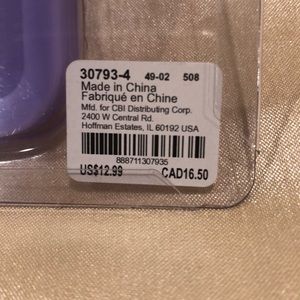 30793-4 49-02 508
Made in China
Fabriqué en Chine
Mfd. for CBI Distributing Corp.
2400 W Central Rd.
Hoffman Estates, IL 60192 USA
888711307935
US$12.99 CAD16.50